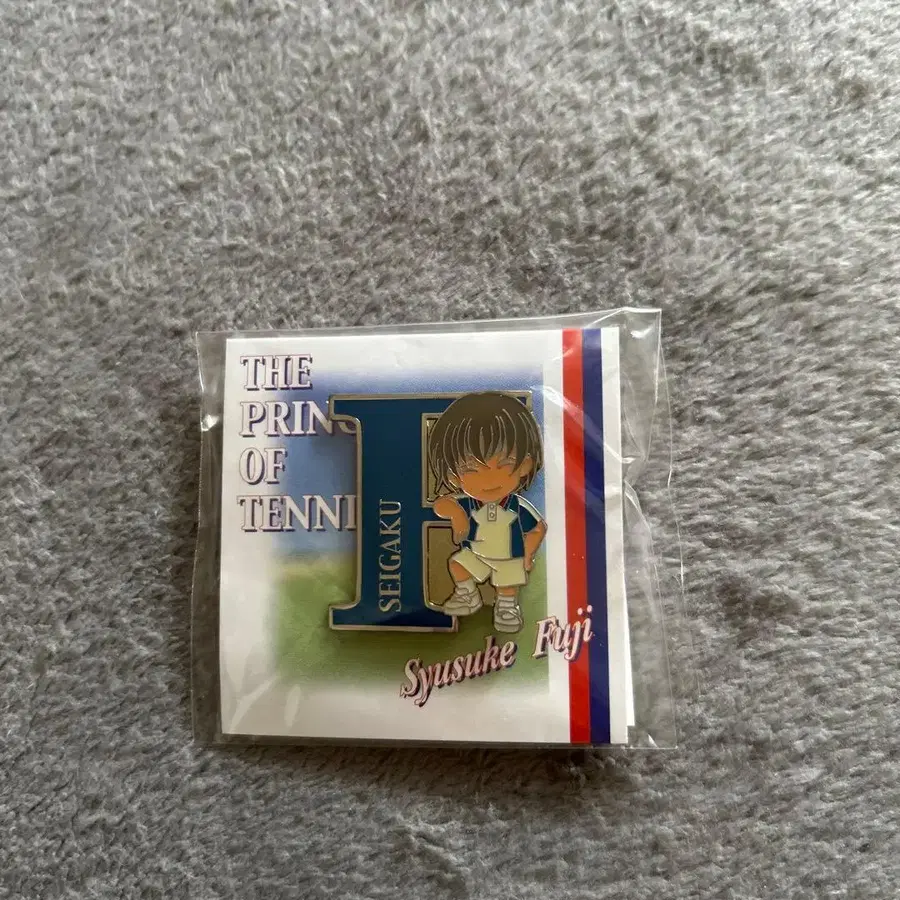 THE
PRINC
OF
TENNI
F
SEIGAKU
Syusuke Fuji